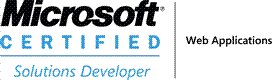 Microsoft®
CERTIFIED
Solutions Developer
Web Applications